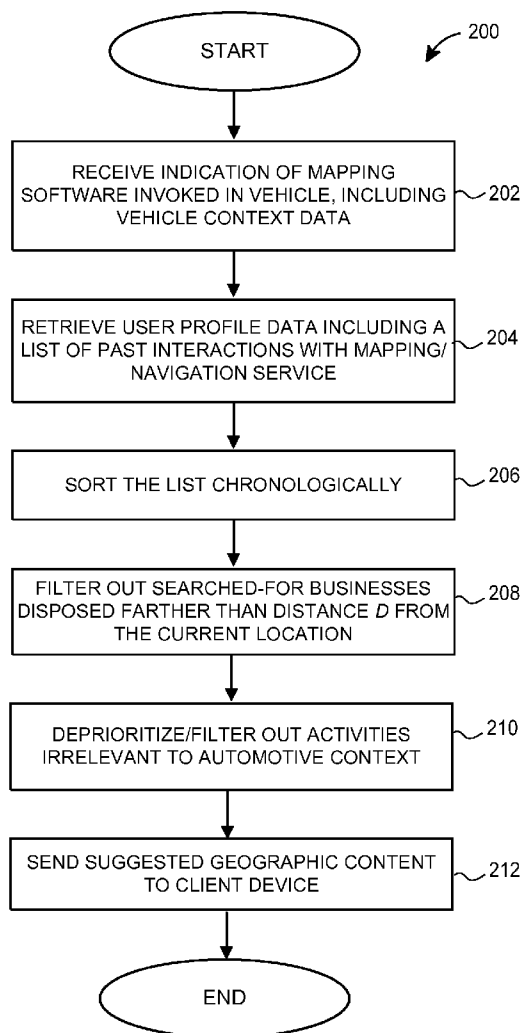 START
200
RECEIVE INDICATION OF MAPPING
SOFTWARE INVOKED IN VEHICLE, INCLUDING
VEHICLE CONTEXT DATA
202
RETRIEVE USER PROFILE DATA INCLUDING A
LIST OF PAST INTERACTIONS WITH MAPPING/
NAVIGATION SERVICE
204
SORT THE LIST CHRONOLOGICALLY
206
FILTER OUT SEARCHED-FOR BUSINESSES
DISPOSED FARTHER THAN DISTANCE D FROM
THE CURRENT LOCATION
208
DEPRIORITIZE/FILTER OUT ACTIVITIES
IRRELEVANT TO AUTOMOTIVE CONTEXT
210
SEND SUGGESTED GEOGRAPHIC CONTENT
TO CLIENT DEVICE
212
END